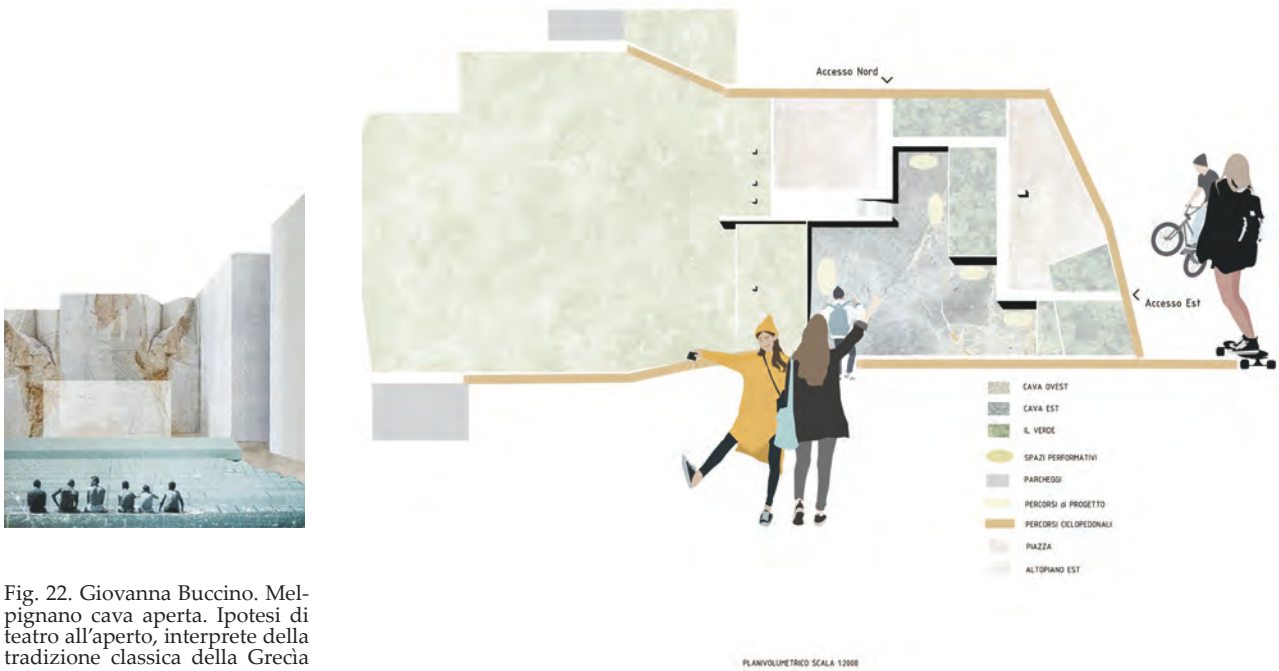 Accesso Nord
Accesso Est
CAVA OVEST
CAVA EST
IL VERDE
SPAZI PERFORMATIVI
PARCHEGGI
PERCORSI di PROGETTO
PERCORSI CICLOPEDONALI
PIAZZA
ALTOPIANO EST
PLANIVOLUMETRICO SCALA 1:2000
Fig. 22. Giovanna Buccino. Mel-
pignano cava aperta. Ipotesi di
teatro all'aperto, interprete della
tradizione classica della Grecìa